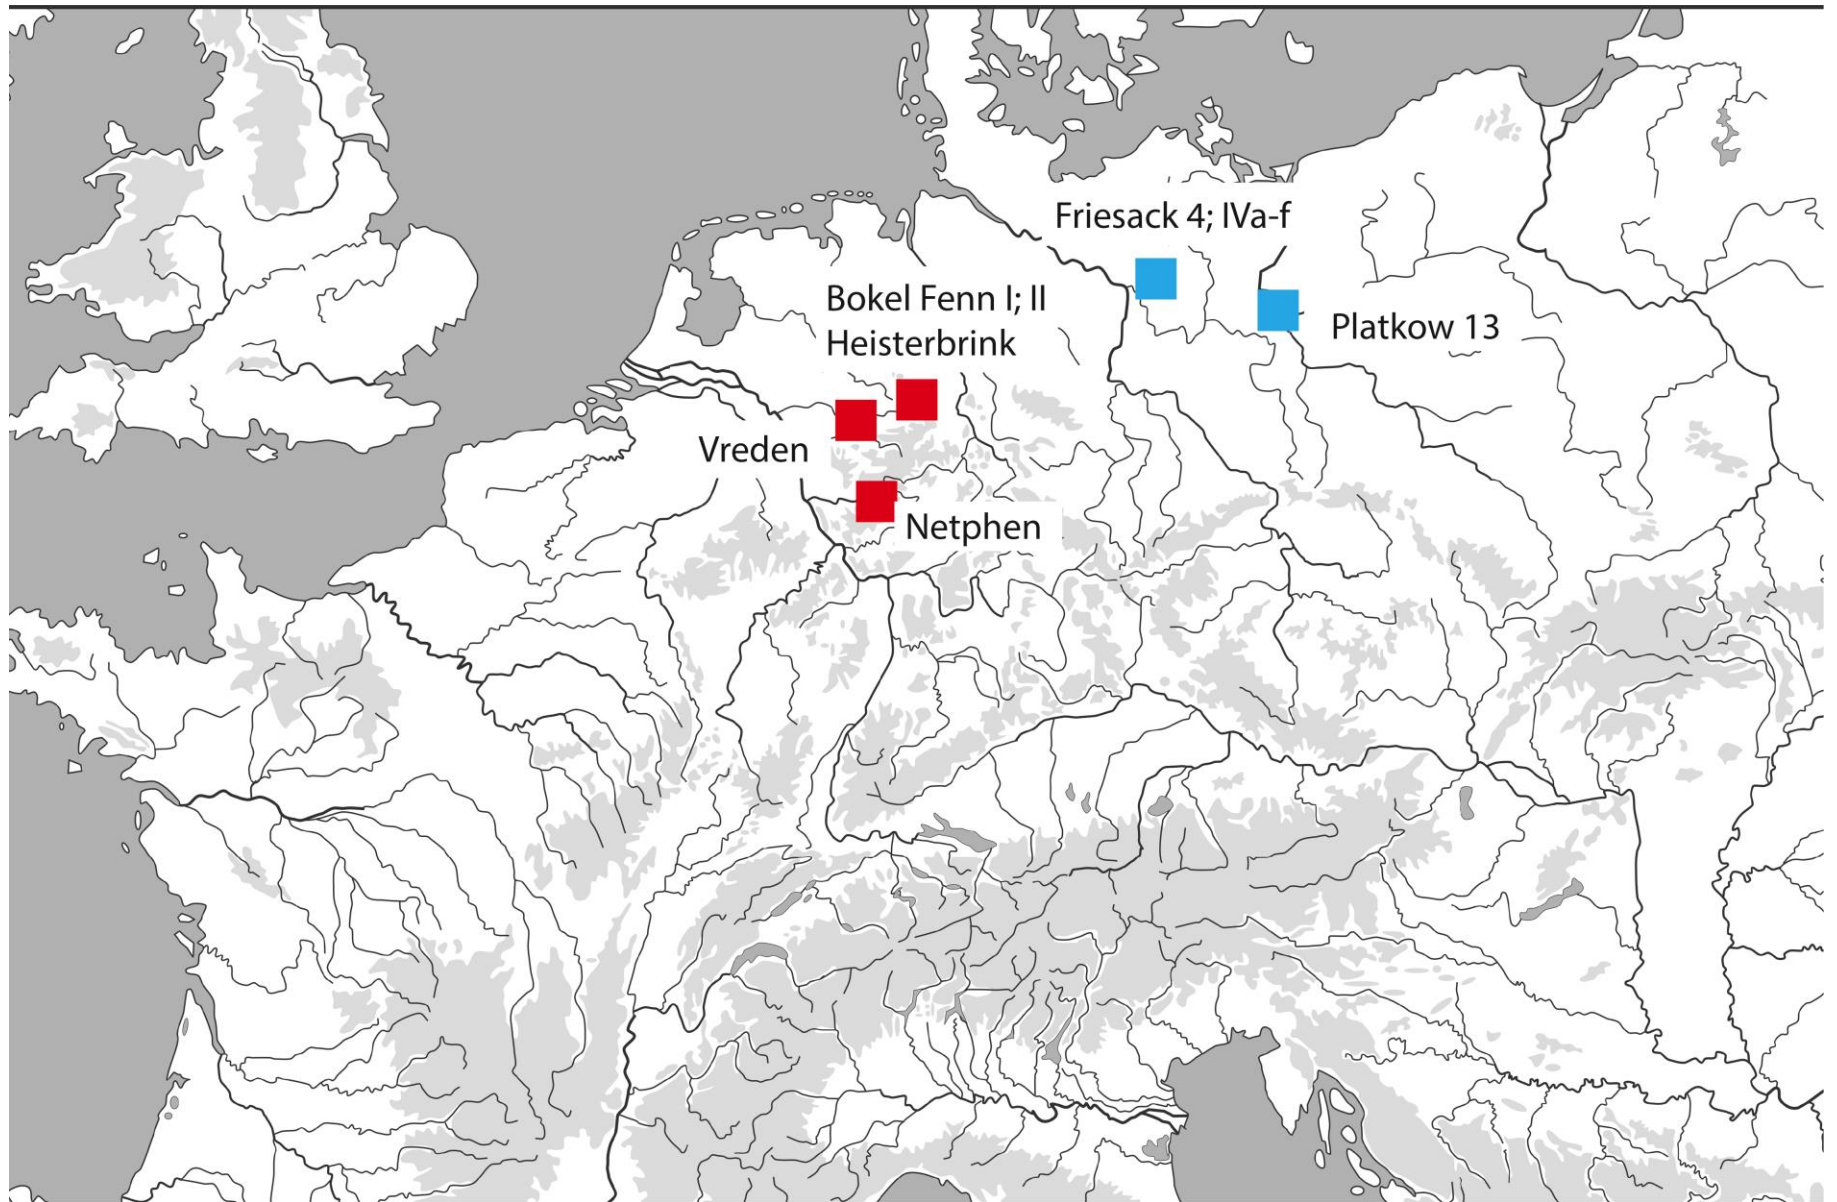 Friesack 4; IVa-f
Bokel Fenn I; II
Heisterbrink
Platkow 13
Vreden
Netphen